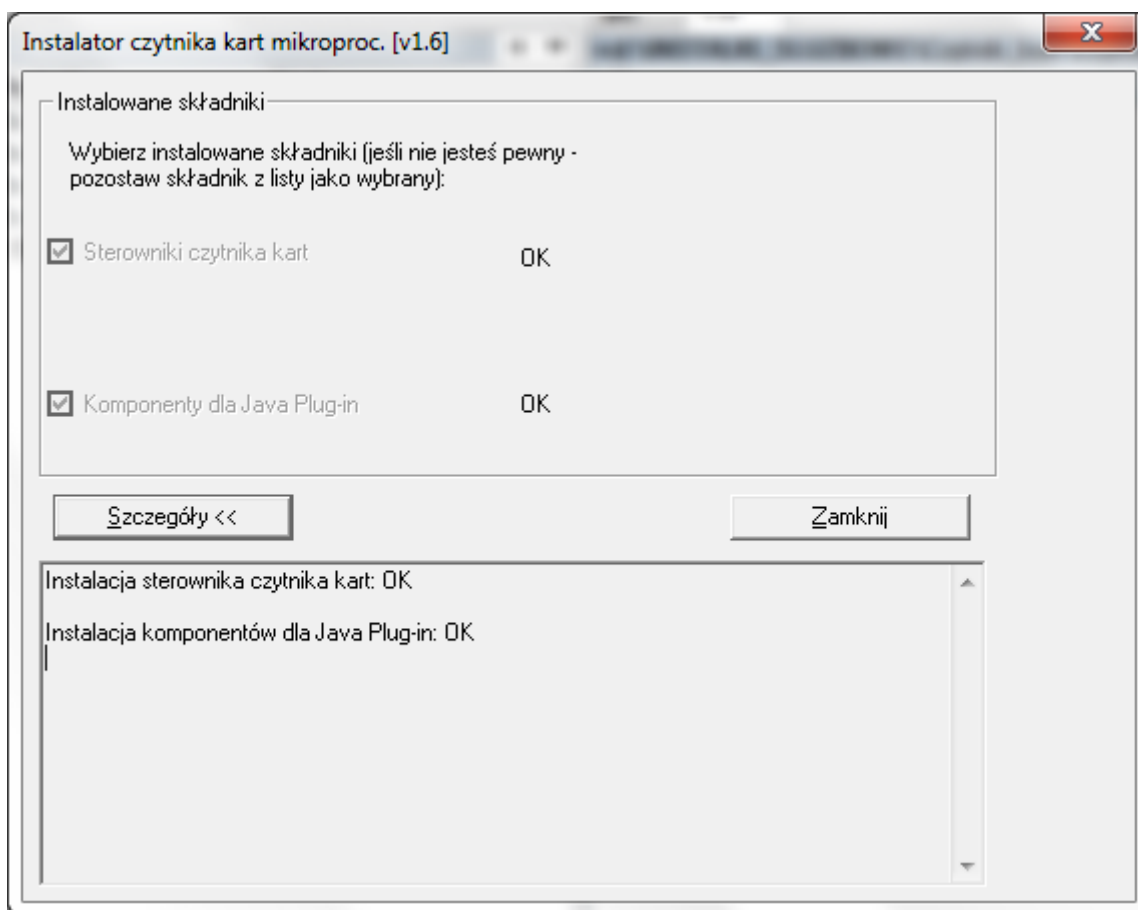 Instalator czytnika kart mikroproc. [v1.6]
Instalowane składniki
Wybierz instalowane składniki (jeśli nie jesteś pewny -
pozostaw składnik z listy jako wybrany):
Sterowniki czytnika kart OK
Komponenty dla Java Plug-in OK
Szczegóły << Zamknij
Instalacja sterownika czytnika kart: OK
Instalacja komponentów dla Java Plug-in: OK